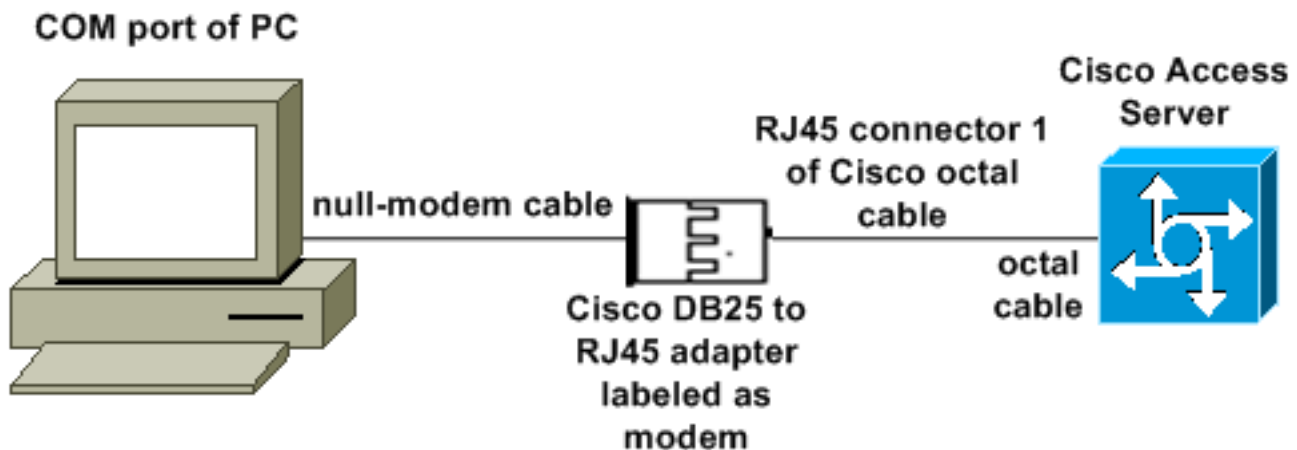 COM port of PC
null-modem cable
Cisco DB25 to
RJ45 adapter
labeled as
modem
RJ45 connector 1
of Cisco octal
cable
octal
cable
Cisco Access
Server